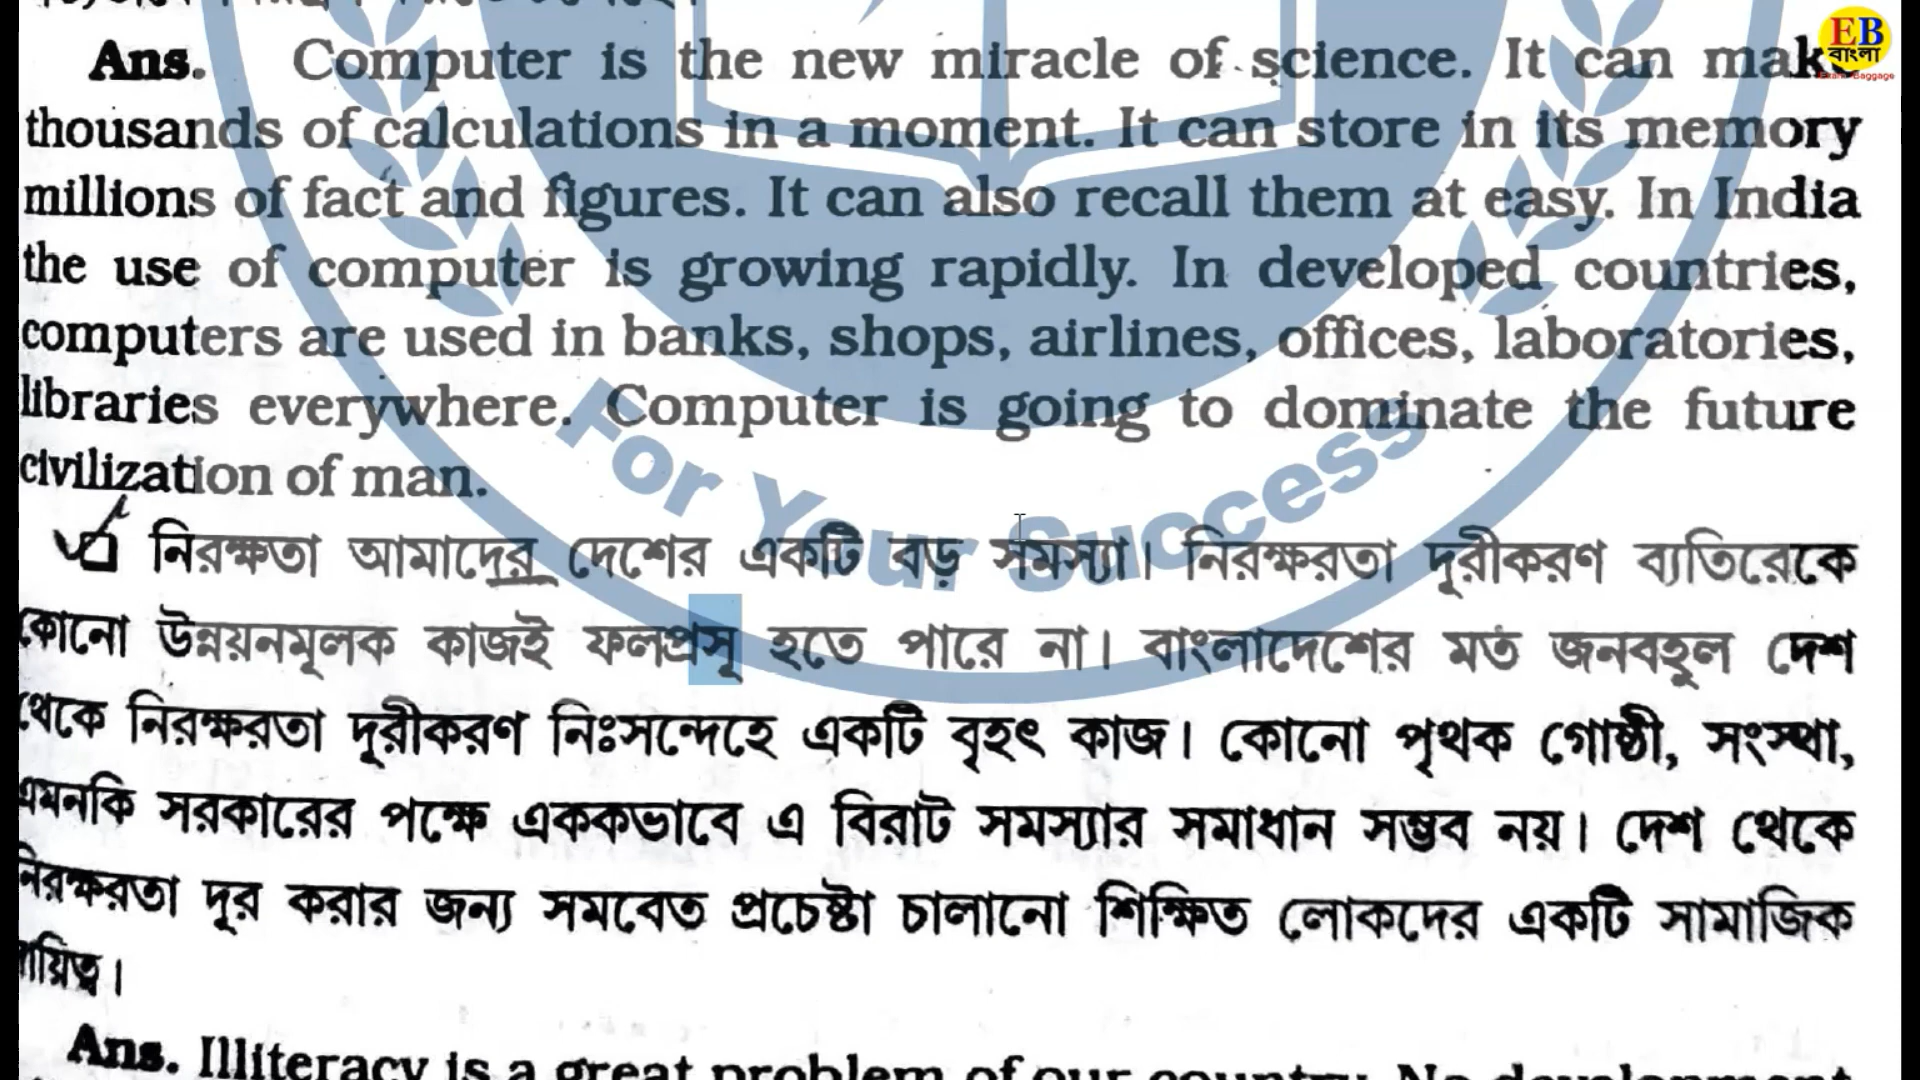 Ans. Computer is the new miracle of science. It can make
thousands of calculations in a moment. It can store in its memory
millions of fact and figures. It can also recall them at easy. In India
the use of computer is growing rapidly. In developed countries,
computers are used in banks, shops, airlines, offices, laboratories,
libraries everywhere. Computer is going to dominate the future
civilization of man.
নিরক্ষতা আমাদের দেশের একটি বড় সমস্যা। নিরক্ষরতা দূরীকরণ ব্যতিরেকে
কোনো উন্নয়নমূলক কাজই ফলপ্রসূ হতে পারে না। বাংলাদেশের মত জনবহুল দেশ
থেকে নিরক্ষরতা দূরীকরণ নিঃসন্দেহে একটি বৃহৎ কাজ। কোনো পৃথক গোষ্ঠী, সংস্থা,
এমনকি সরকারের পক্ষে এককভাবে এ বিরাট সমস্যার সমাধান সম্ভব নয়। দেশ থেকে
নিরক্ষরতা দূর করার জন্য সমবেত প্রচেষ্টা চালানো শিক্ষিত লোকদের একটি সামাজিক
দায়িত্ব।
Ans. Illiteracy is a great problem of our country. No development
For Your Success
EB
বাংলা
Exam Baggage